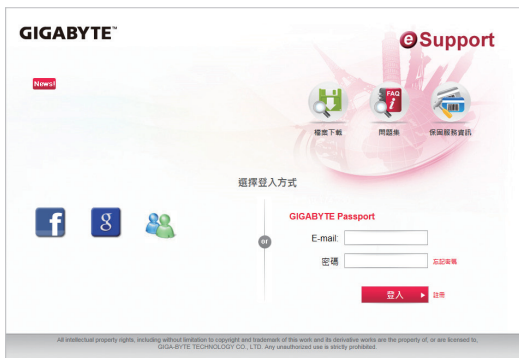 GIGABYTE™
eSupport
News!
FAQ
檔案下載
問題集
保固服務資訊
選擇登入方式
GIGABYTE Passport
or
E-mail:
密碼
忘記密碼
登入
註冊
All intellectual property rights, including without limitation to copyright and trademark of this work and its derivative works are the property of, or are licensed to,
GIGA-BYTE TECHNOLOGY CO., LTD. Any unauthorized use is strictly prohibited.